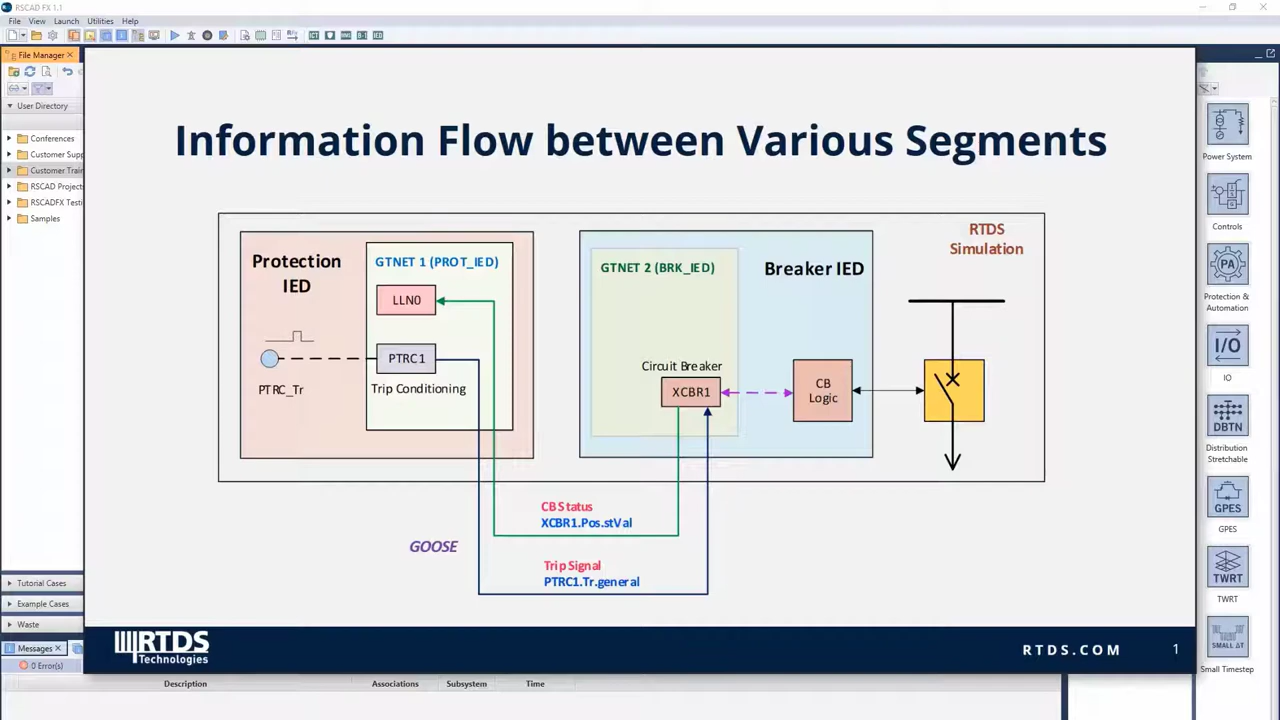 RSCAD FX 1.1
File View Launch Utilities Help
File Manager
User Directory
Conferences
Customer Supp
Customer Train
RSCAD Project
RSCADFX Testi
Samples
Tutorial Cases
Example Cases
Waste
Messages
0 Error(s)
Description Associations Subsystem Time
Information Flow between Various Segments
Protection
IED
GTNET 1 (PROT_IED)
LLN0
PTRC1
PTRC_Tr
Trip Conditioning
GTNET 2 (BRK_IED)
Breaker IED
Circuit Breaker
XCBR1
CB
Logic
RTDS
Simulation
CB Status
XCBR1.Pos.stVal
GOOSE
Trip Signal
PTRC1.Tr.general
RTDS
Technologies
RTDS.COM
1
Power System
Controls
PA
Protection &
Automation
I/O
IO
DBTN
Distribution
Stretchable
GPES
GPES
TWRT
TWRT
SMALL ΔT
Small Timestep